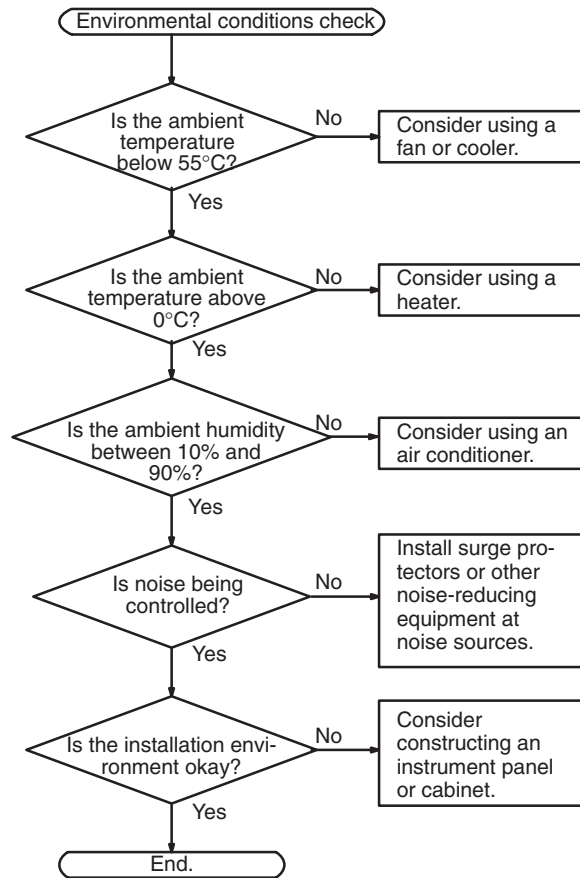 Environmental conditions check
Is the ambient
temperature
below 55°C?
No
Consider using a
fan or cooler.
Yes
Is the ambient
temperature above
0°C?
No
Consider using a
heater.
Yes
Is the ambient humidity
between 10% and
90%?
No
Consider using an
air conditioner.
Yes
Is noise being
controlled?
No
Install surge pro-
tectors or other
noise-reducing
equipment at
noise sources.
Yes
Is the installation envi-
ronment okay?
No
Consider
constructing an
instrument panel
or cabinet.
Yes
End.